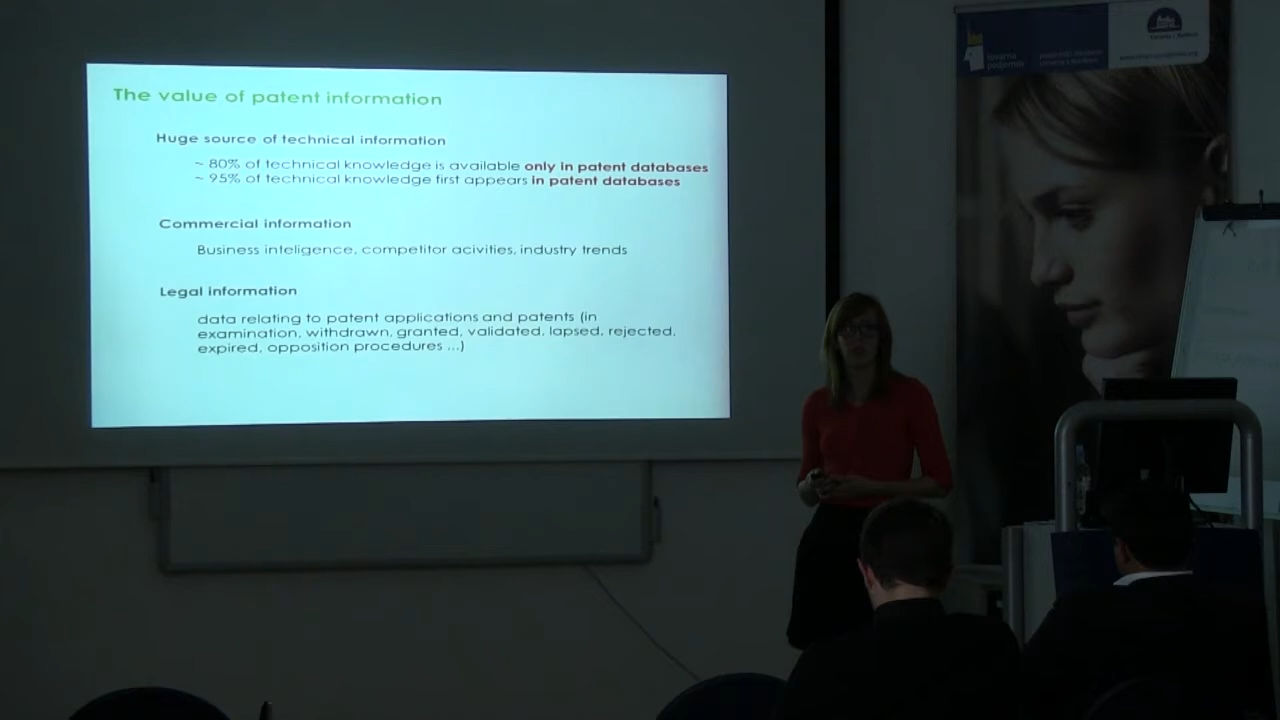 The value of patent information
Huge source of technical information
~ 80% of technical knowledge is available only in patent databases
~ 95% of technical knowledge first appears in patent databases
Commercial information
Business inteligence, competitor acivities, industry trends
Legal information
data relating to patent applications and patents (in
examination, withdrawn, granted, validated, lapsed, rejected,
expired, opposition procedures ...)
tovarna
podjemov